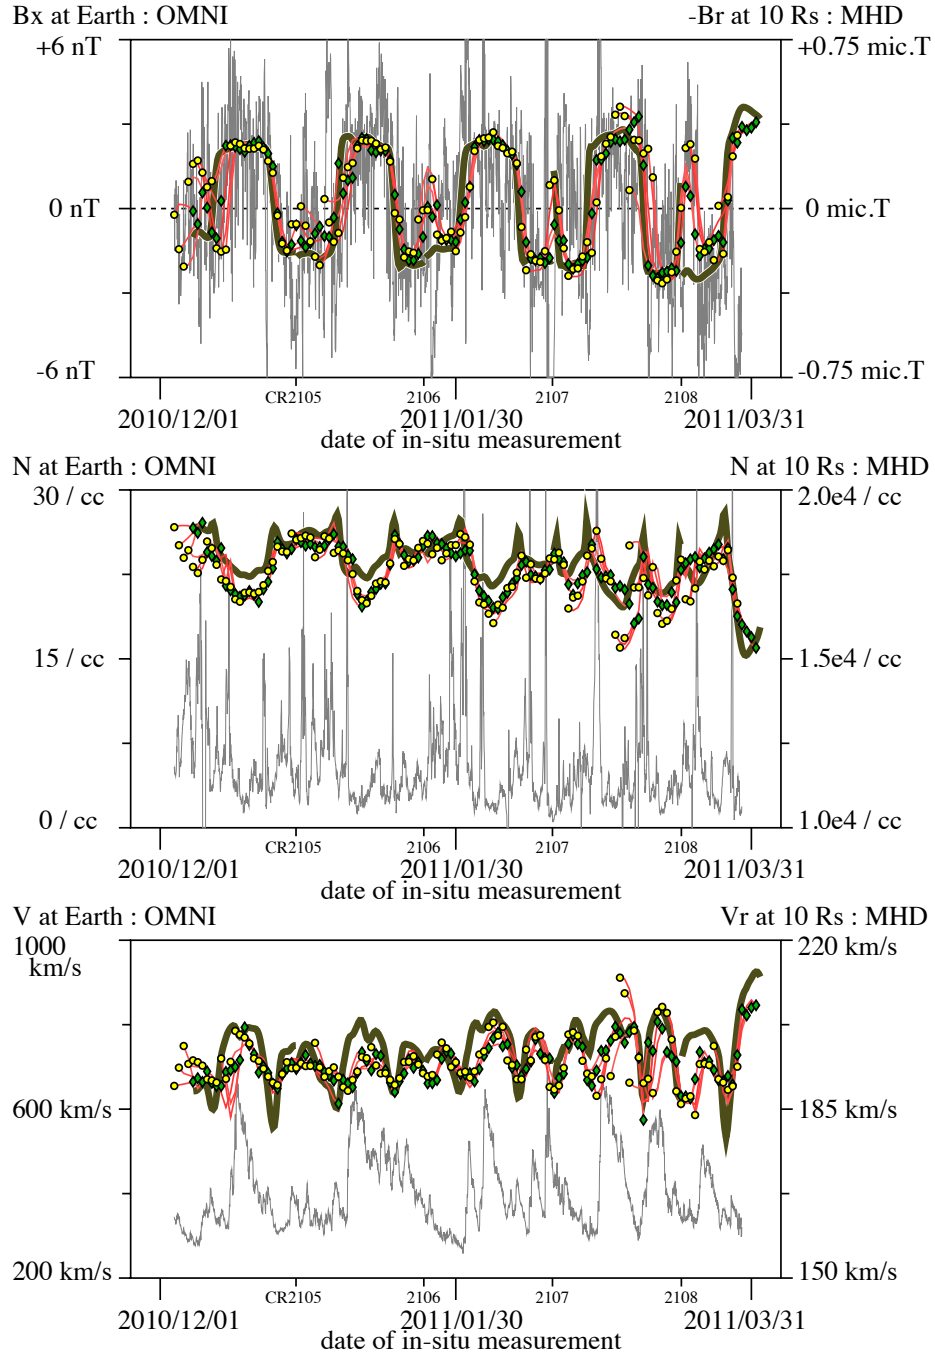 Bx at Earth : OMNI -Br at 10 Rs : MHD
+6 nT +0.75 mic.T
0 nT 0 mic.T
-6 nT -0.75 mic.T
CR2105 2106 2107 2108
2010/12/01 2011/01/30 2011/03/31
date of in-situ measurement
N at Earth : OMNI N at 10 Rs : MHD
30 / cc 2.0e4 / cc
15 / cc 1.5e4 / cc
0 / cc 1.0e4 / cc
CR2105 2106 2107 2108
2010/12/01 2011/01/30 2011/03/31
date of in-situ measurement
V at Earth : OMNI Vr at 10 Rs : MHD
1000 220 km/s
km/s
600 km/s 185 km/s
200 km/s 150 km/s
CR2105 2106 2107 2108
2010/12/01 2011/01/30 2011/03/31
date of in-situ measurement